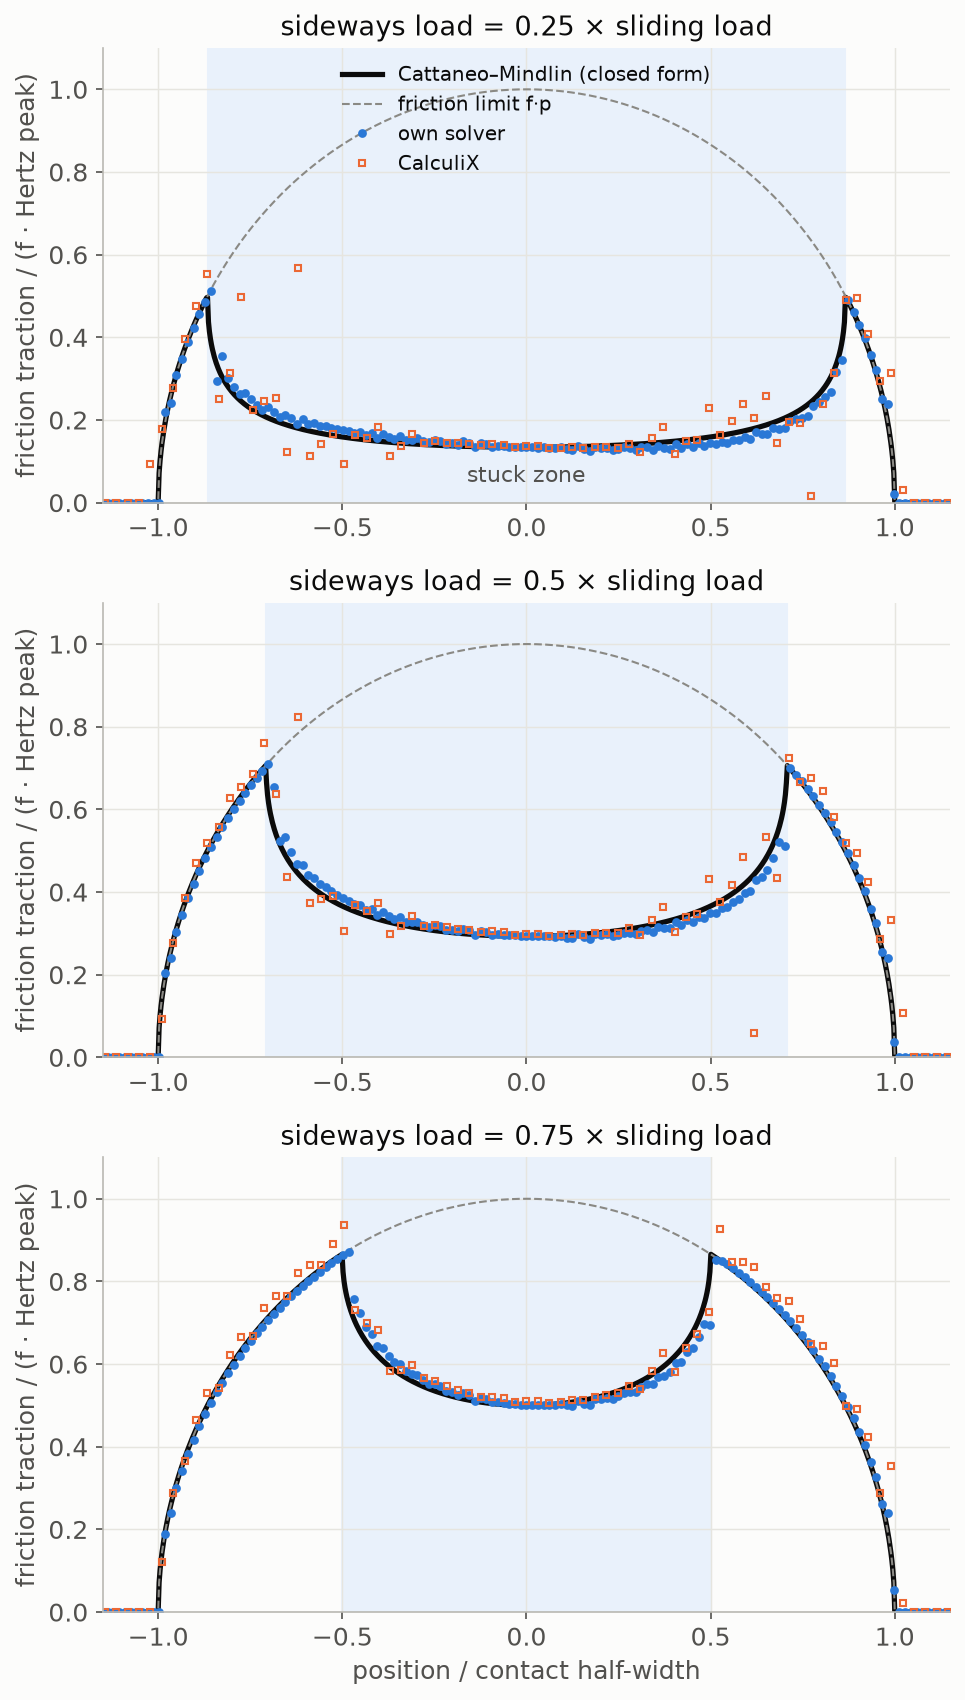 sideways load = 0.25 × sliding load
friction traction / (f · Hertz peak)
1.0
0.8
0.6
0.4
0.2
0.0
Cattaneo–Mindlin (closed form)
friction limit f·p
own solver
CalculiX
stuck zone
−1.0 −0.5 0.0 0.5 1.0
sideways load = 0.5 × sliding load
friction traction / (f · Hertz peak)
1.0
0.8
0.6
0.4
0.2
0.0
−1.0 −0.5 0.0 0.5 1.0
sideways load = 0.75 × sliding load
friction traction / (f · Hertz peak)
1.0
0.8
0.6
0.4
0.2
0.0
−1.0 −0.5 0.0 0.5 1.0
position / contact half-width